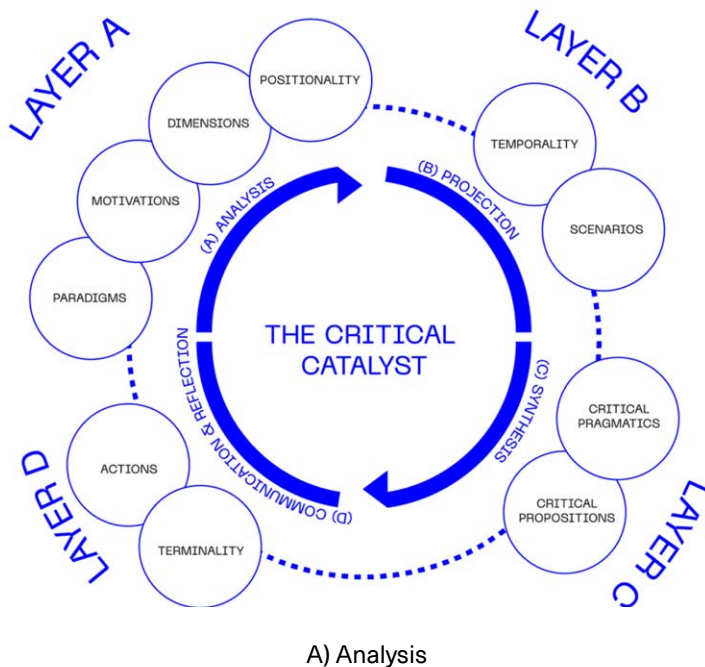 LAYER A
LAYER B
POSITIONALITY
DIMENSIONS
TEMPORALITY
MOTIVATIONS
SCENARIOS
(A) ANALYSIS
(B) PROJECTION
PARADIGMS
THE CRITICAL
CATALYST
(D) COMMUNICATION & REFLECTION
(C) SYNTHESIS
CRITICAL
PRAGMATICS
ACTIONS
CRITICAL
PROPOSITIONS
TERMINALITY
LAYER D
LAYER C
A) Analysis